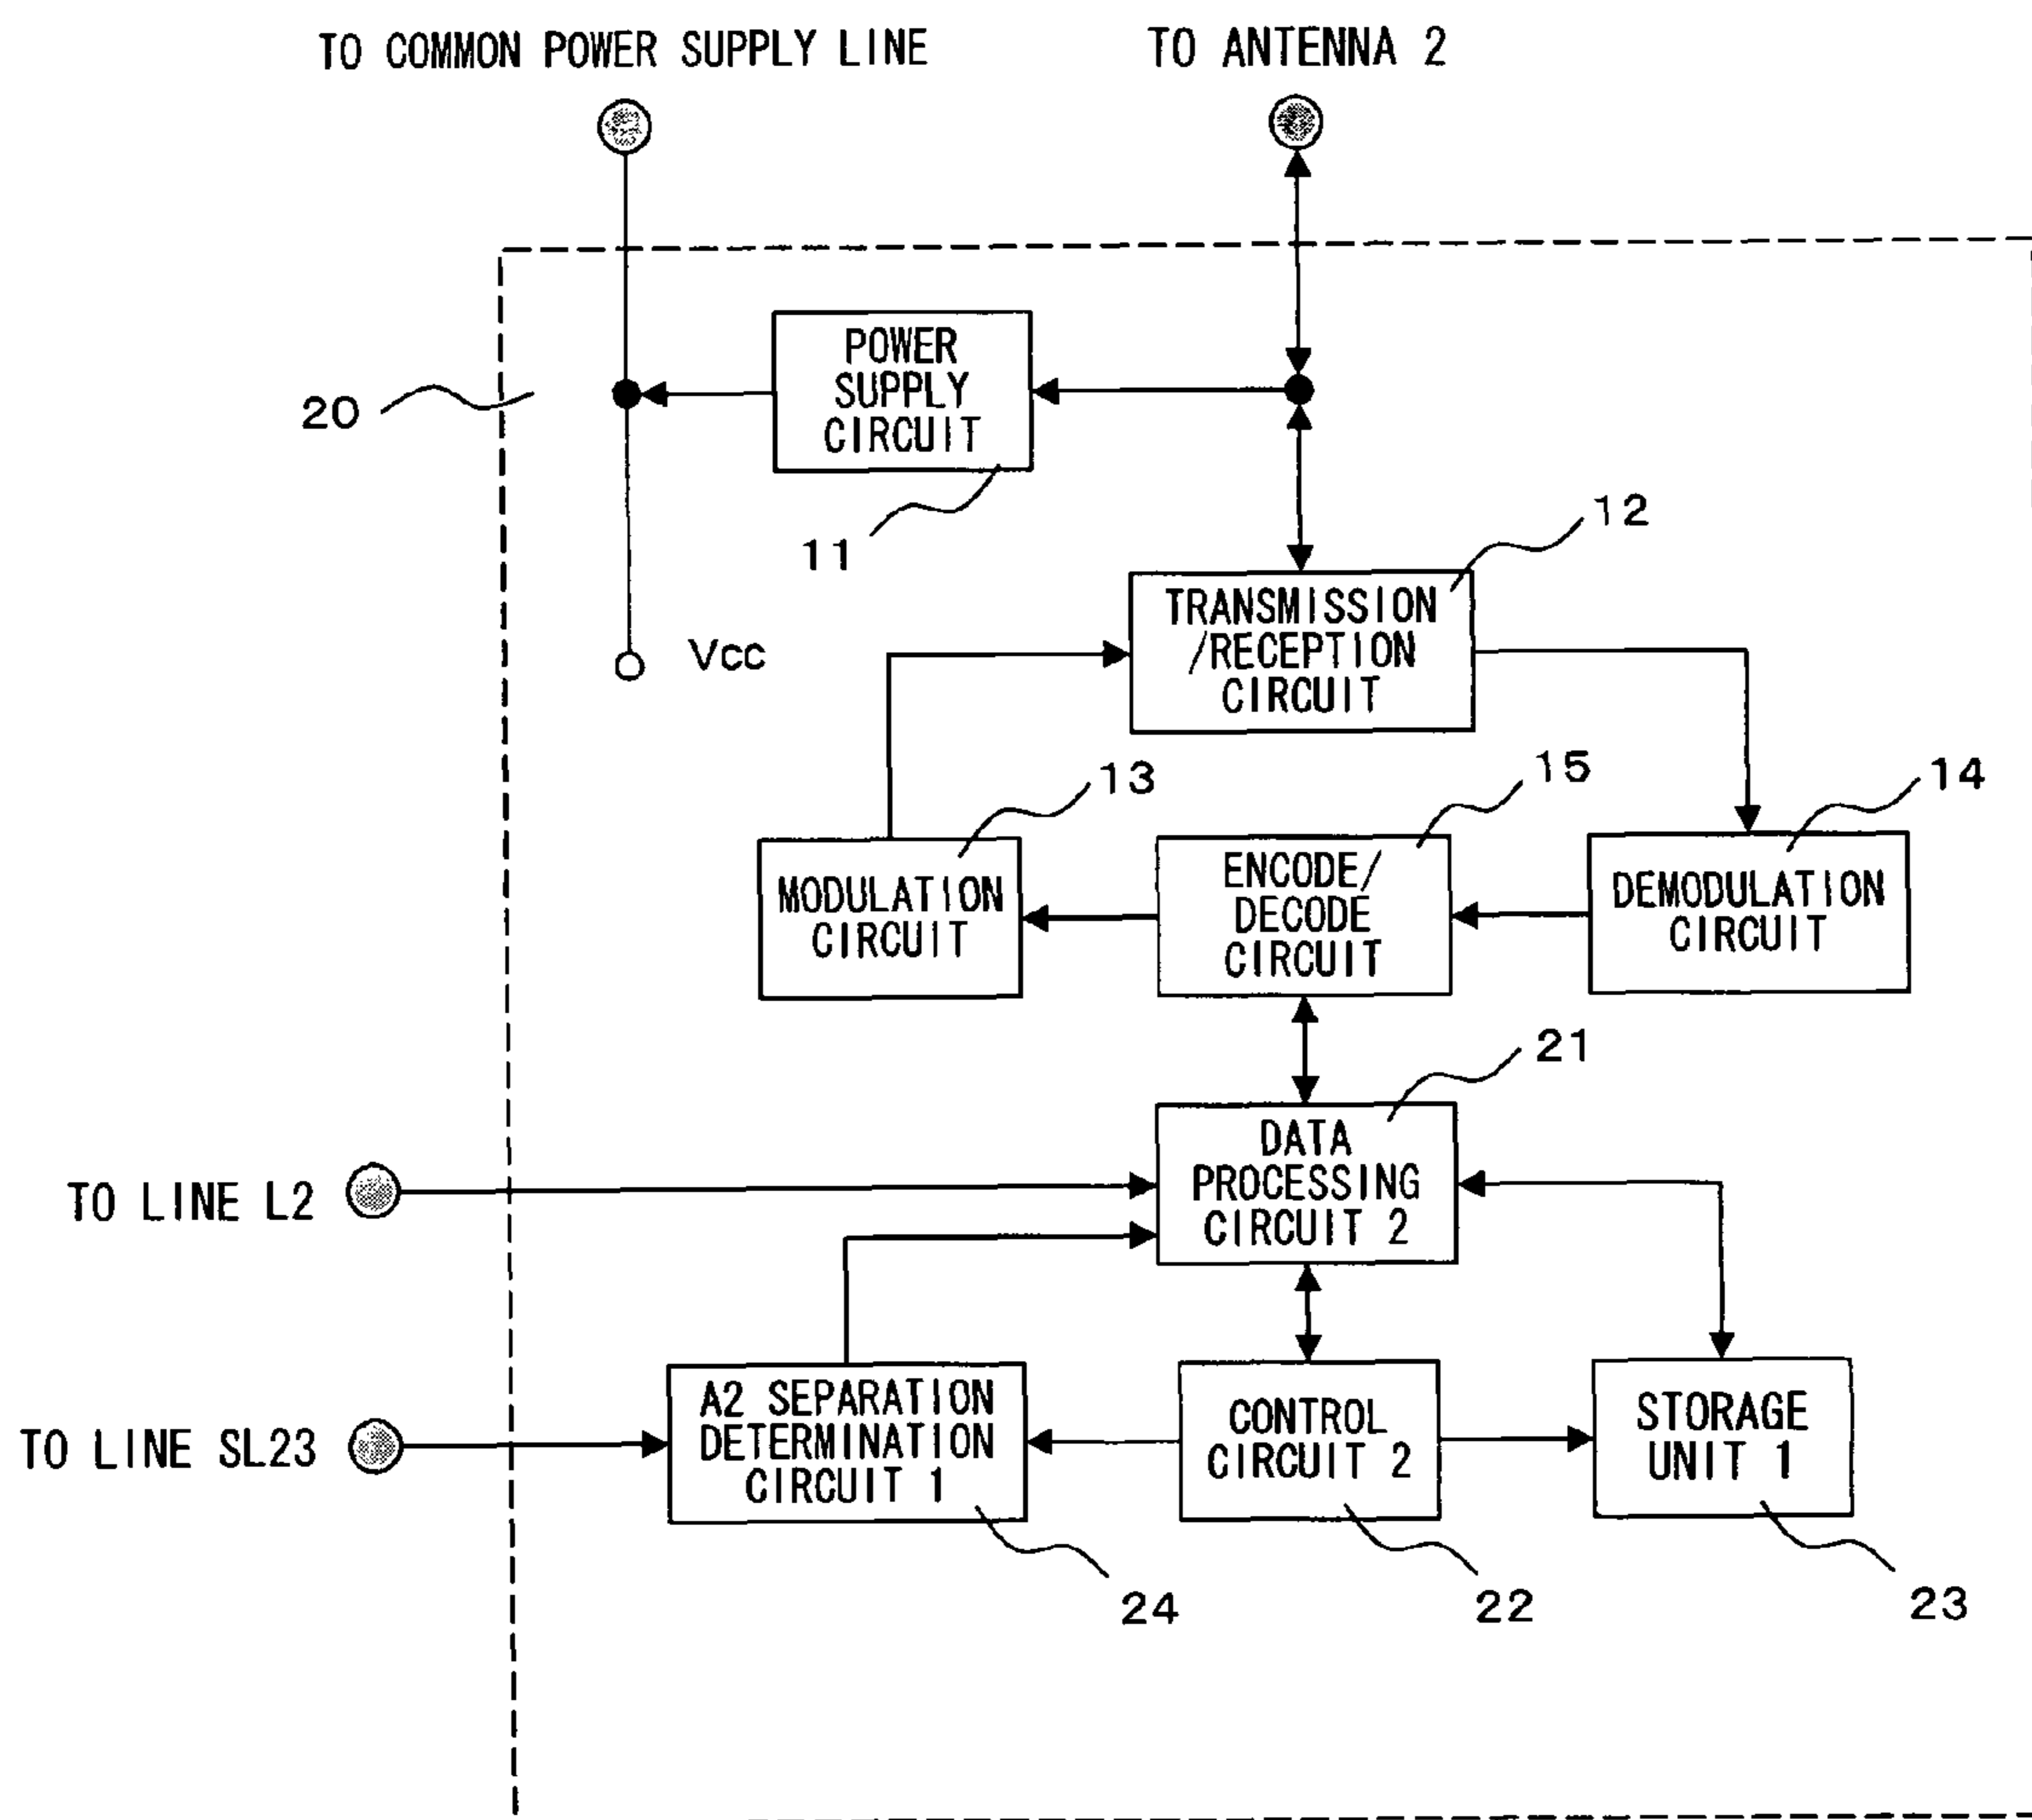 TO COMMON POWER SUPPLY LINE
TO ANTENNA 2
POWER
SUPPLY
CIRCUIT
20
11
12
TRANSMISSION
/RECEPTION
CIRCUIT
Vcc
13
15
14
MODULATION
CIRCUIT
ENCODE/
DECODE
CIRCUIT
DEMODULATION
CIRCUIT
21
DATA
PROCESSING
CIRCUIT 2
TO LINE L2
A2 SEPARATION
DETERMINATION
CIRCUIT 1
CONTROL
CIRCUIT 2
STORAGE
UNIT 1
TO LINE SL23
24
22
23